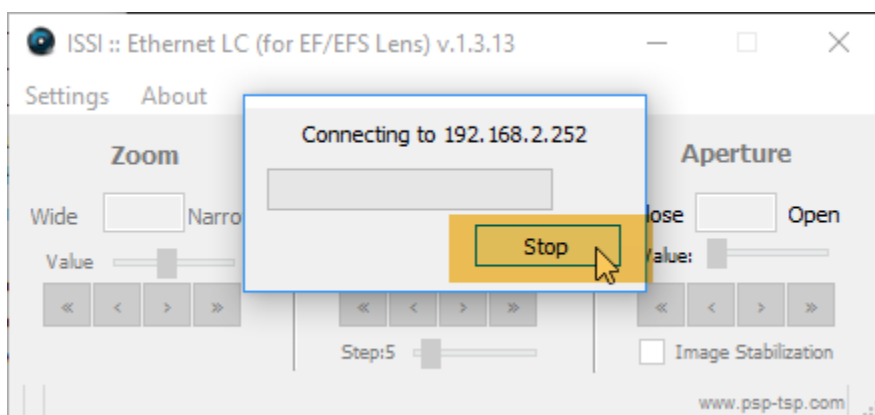 ISSI :: Ethernet LC (for EF/EFS Lens) v.1.3.13
Settings About
Connecting to 192.168.2.252
Stop
Zoom
Wide Narro
Value
« < > »
« < > »
Step:5
Aperture
lose Open
Value:
« < > »
Image Stabilization
www.psp-tsp.com